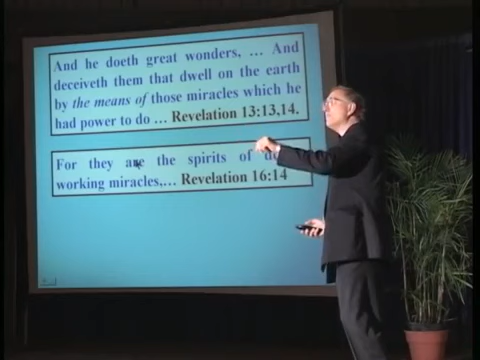 And he doeth great wonders, ... And
deceiveth them that dwell on the earth
by the means of those miracles which he
had power to do ... Revelation 13:13,14.
For they are the spirits of
working miracles,... Revelation 16:14